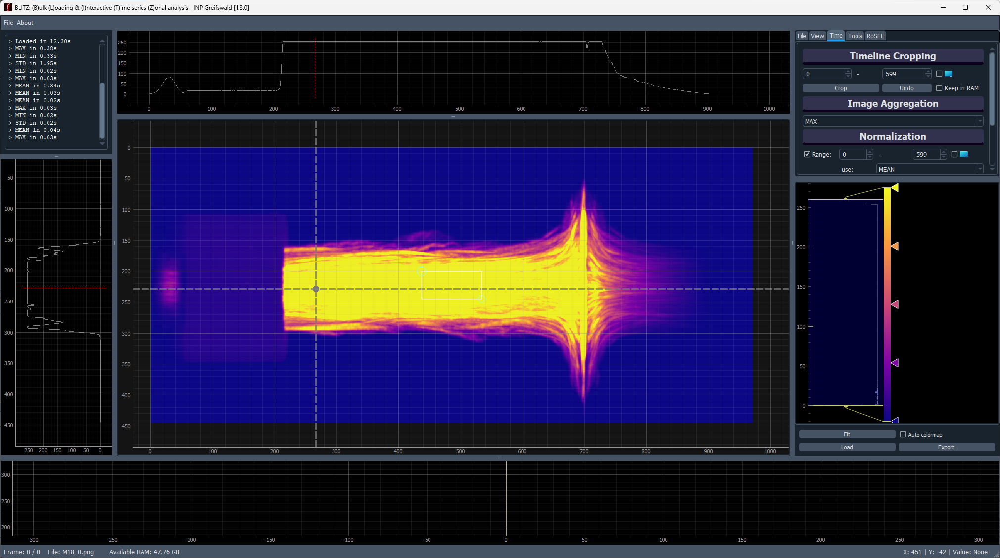 BLITZ: (B)ulk (L)oading & (I)nteractive (T)ime series (Z)onal analysis - INP Greifswald [1.3.0]
File About
> Loaded in 12.30s
> MAX in 0.38s
> MIN in 0.33s
> STD in 1.95s
> MIN in 0.02s
> MAX in 0.03s
> MEAN in 0.34s
> MEAN in 0.03s
> MEAN in 0.02s
> MAX in 0.03s
> MIN in 0.02s
> STD in 0.02s
> MEAN in 0.04s
> MAX in 0.03s
50
100
150
200
250
300
350
400
450
250 200 150 100 50 0
250
200
150
100
50
0
0 100 200 300 400 500 600 700 800 900 1000
0
50
100
150
200
250
300
350
400
450
0 100 200 300 400 500 600 700 800 900 1000
File View Time Tools RoSEE
Timeline Cropping
0 - 599
Crop Undo Keep in RAM
Image Aggregation
MAX
Normalization
Range: 0 - 599
use: MEAN
250
200
150
100
50
0
Fit Auto colormap
Load Export
300
250
200
-300 -250 -200 -150 -100 -50 0 50 100 150 200 250 300
Frame: 0 / 0 File: M18_0.png Available RAM: 47.76 GB X: 451 | Y: -42 | Value: None